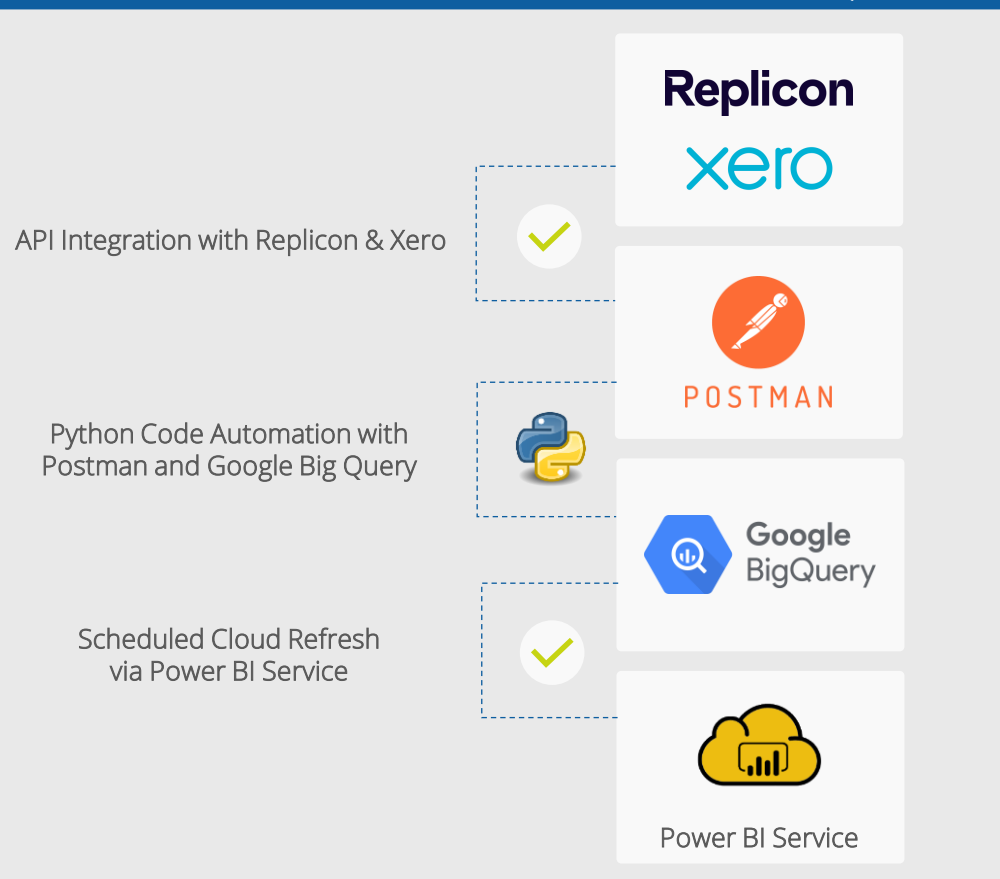 Replicon
xero
API Integration with Replicon & Xero
POSTMAN
Python Code Automation with
Postman and Google Big Query
Google
BigQuery
Scheduled Cloud Refresh
via Power BI Service
Power BI Service